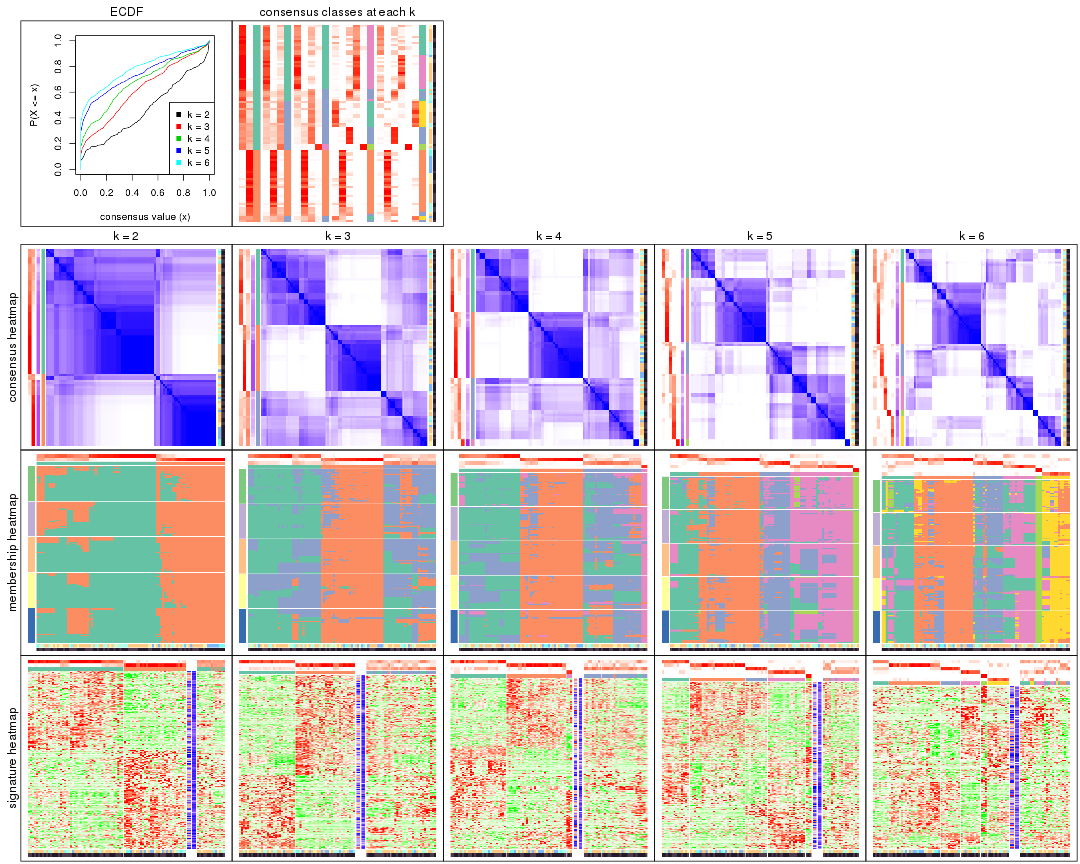 ECDF
consensus classes at each k
P(X <= x)
0.0 0.2 0.4 0.6 0.8 1.0
k = 2
k = 3
k = 4
k = 5
k = 6
0.0 0.2 0.4 0.6 0.8 1.0
consensus value (x)
k = 2
k = 3
k = 4
k = 5
k = 6
consensus heatmap
membership heatmap
signature heatmap